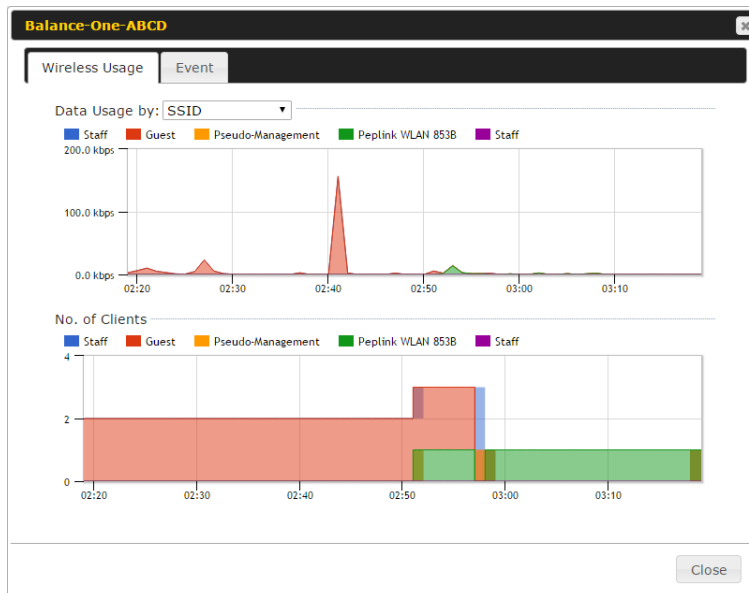 Balance-One-ABCD
Wireless Usage Event
Data Usage by: SSID
Staff Guest Pseudo-Management Peplink WLAN 853B Staff
200.0 kbps
100.0 kbps
0.0 kbps
02:20 02:30 02:40 02:50 03:00 03:10
No. of Clients
Staff Guest Pseudo-Management Peplink WLAN 853B Staff
4
2
0
02:20 02:30 02:40 02:50 03:00 03:10
Close